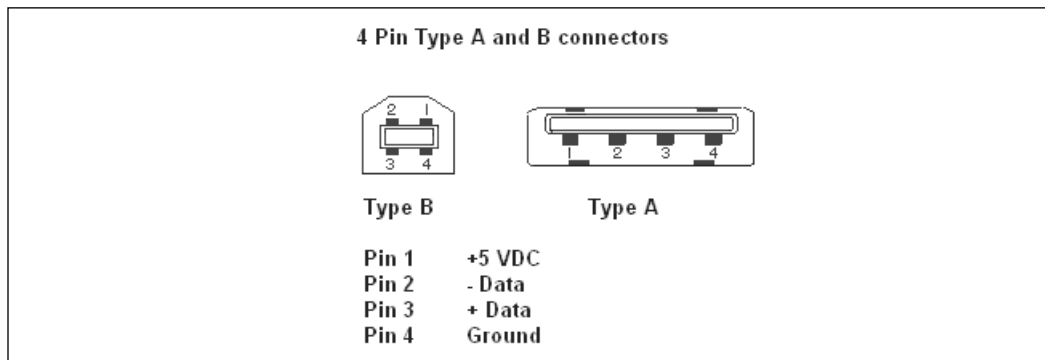 4 Pin Type A and B connectors
2 1
3 4
1 2 3 4
Type B Type A
Pin 1 +5 VDC
Pin 2 - Data
Pin 3 + Data
Pin 4 Ground